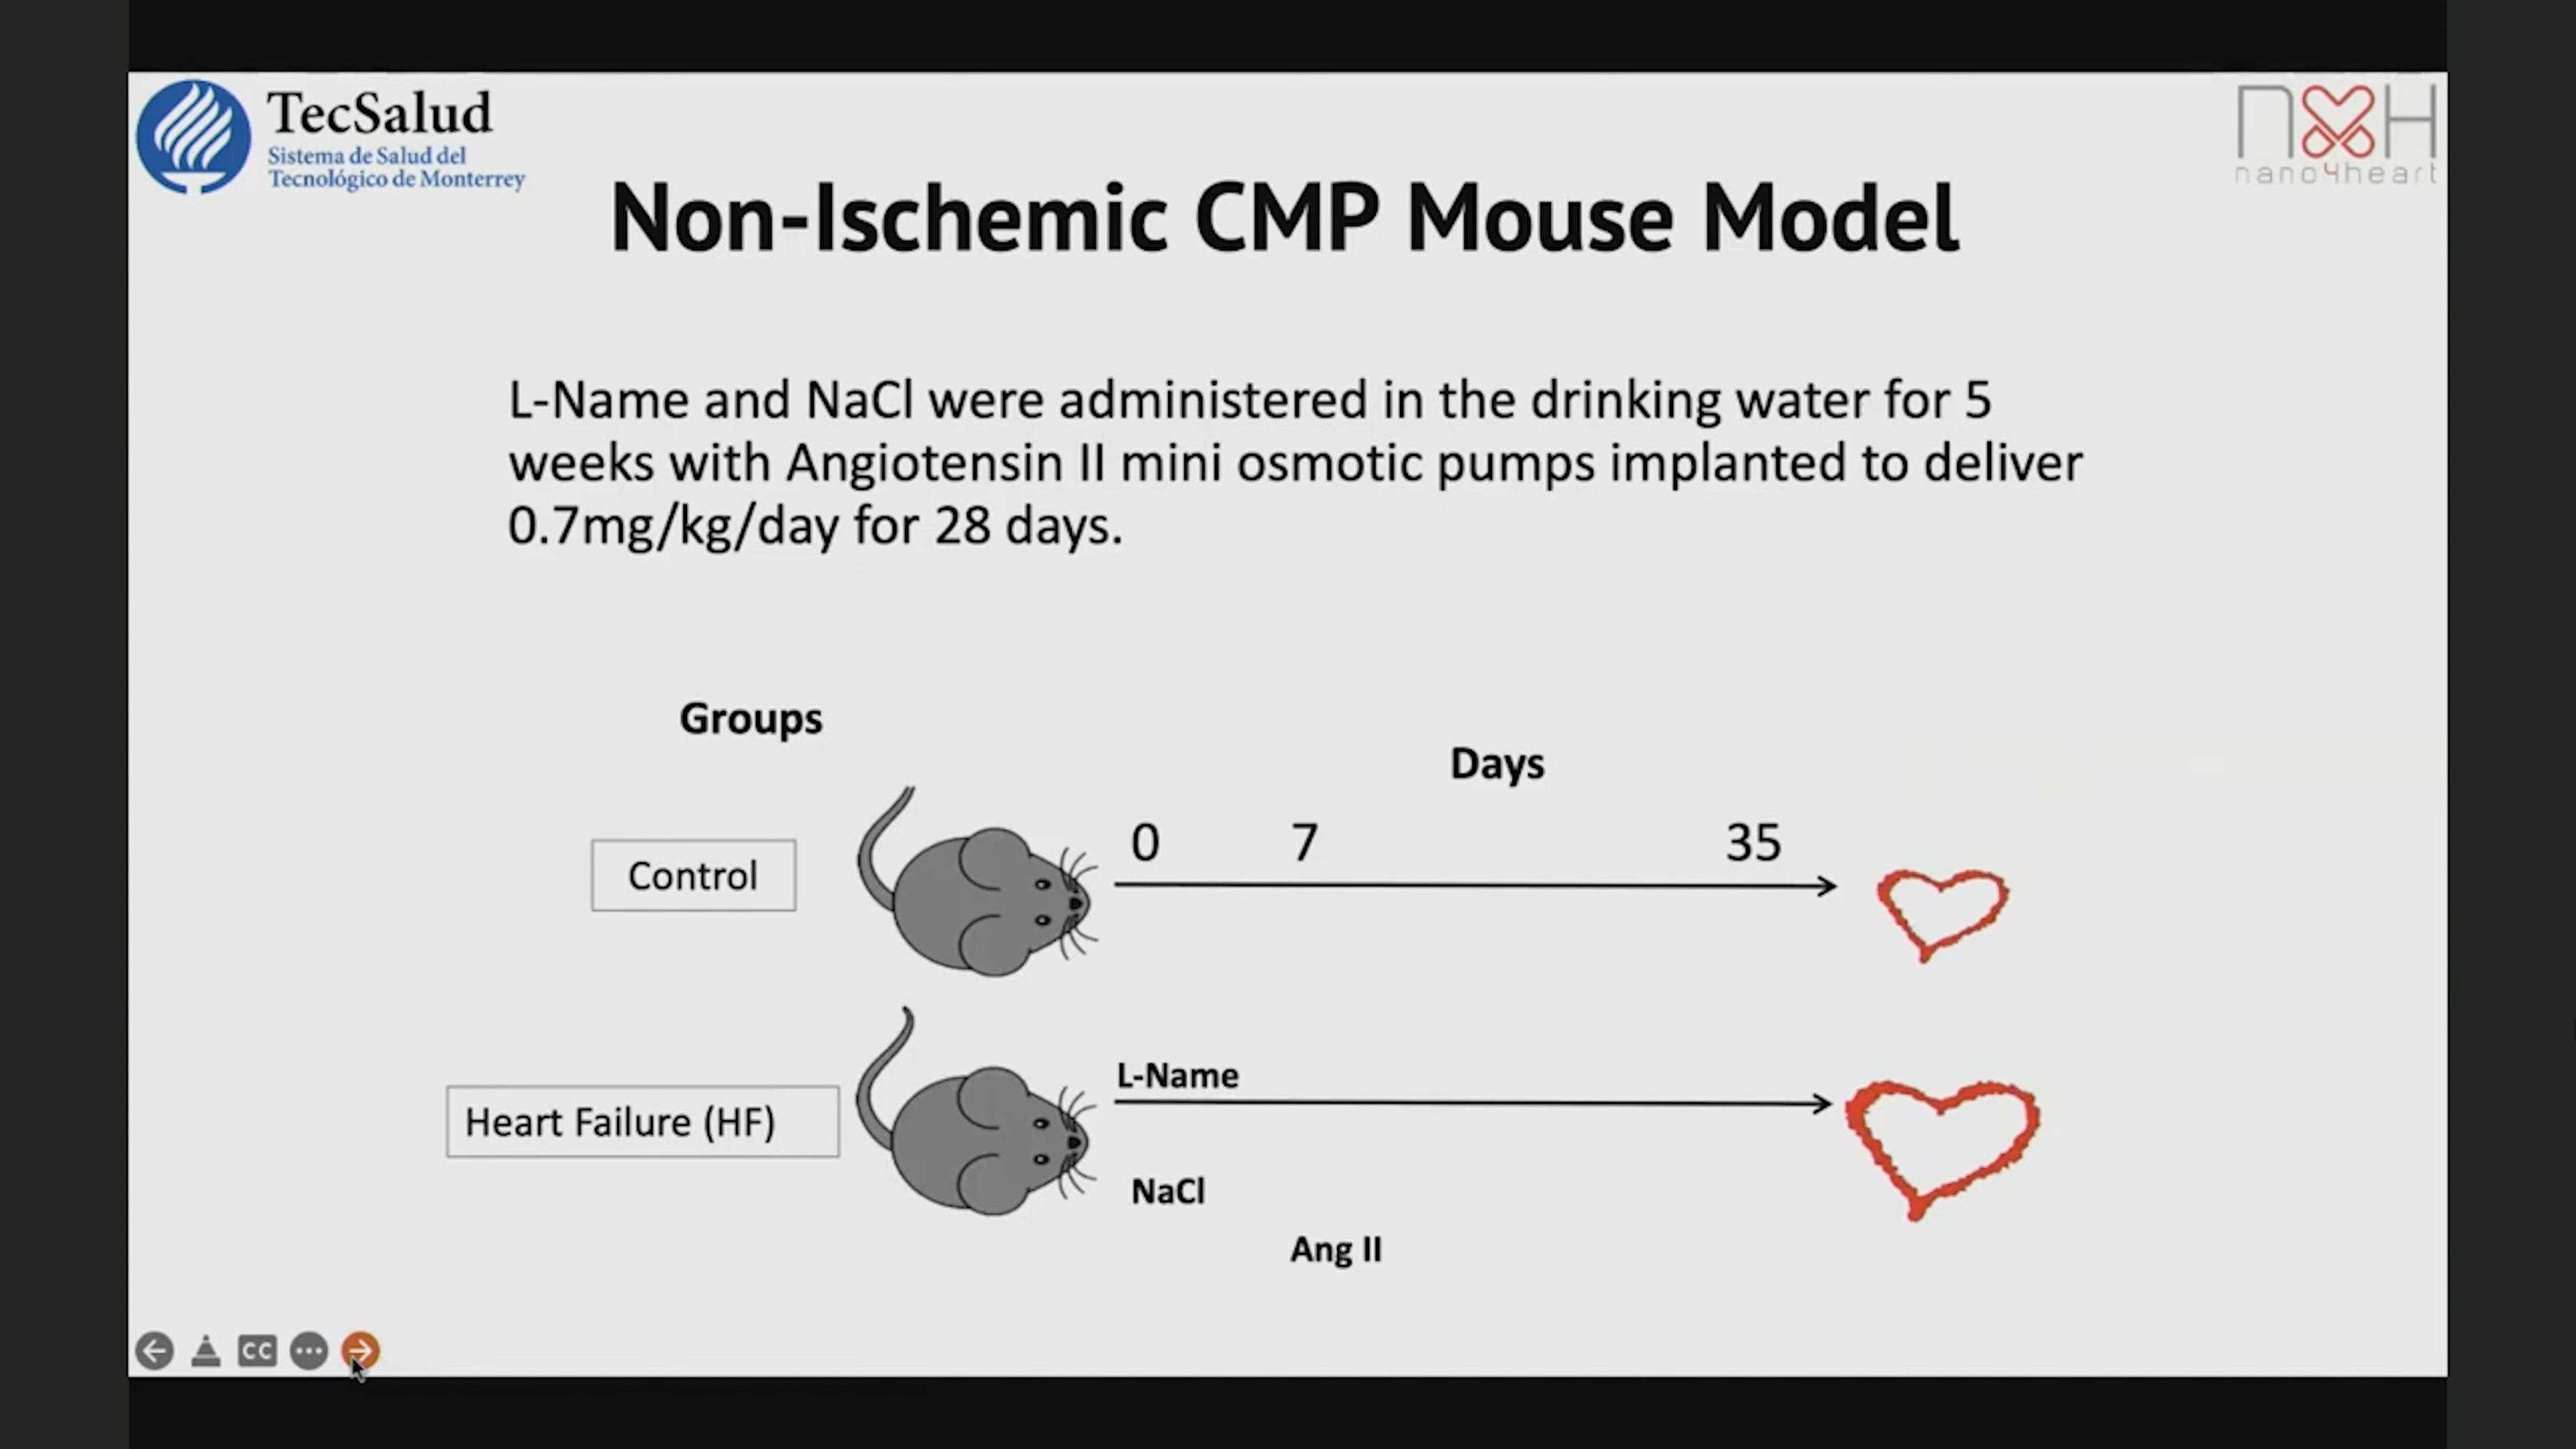 TecSalud
Sistema de Salud del
Tecnológico de Monterrey
n H
nano4heart
Non-Ischemic CMP Mouse Model
L-Name and NaCl were administered in the drinking water for 5
weeks with Angiotensin II mini osmotic pumps implanted to deliver
0.7mg/kg/day for 28 days.
Groups
Days
0 7 35
Control
L-Name
Heart Failure (HF)
NaCl
Ang II
CC